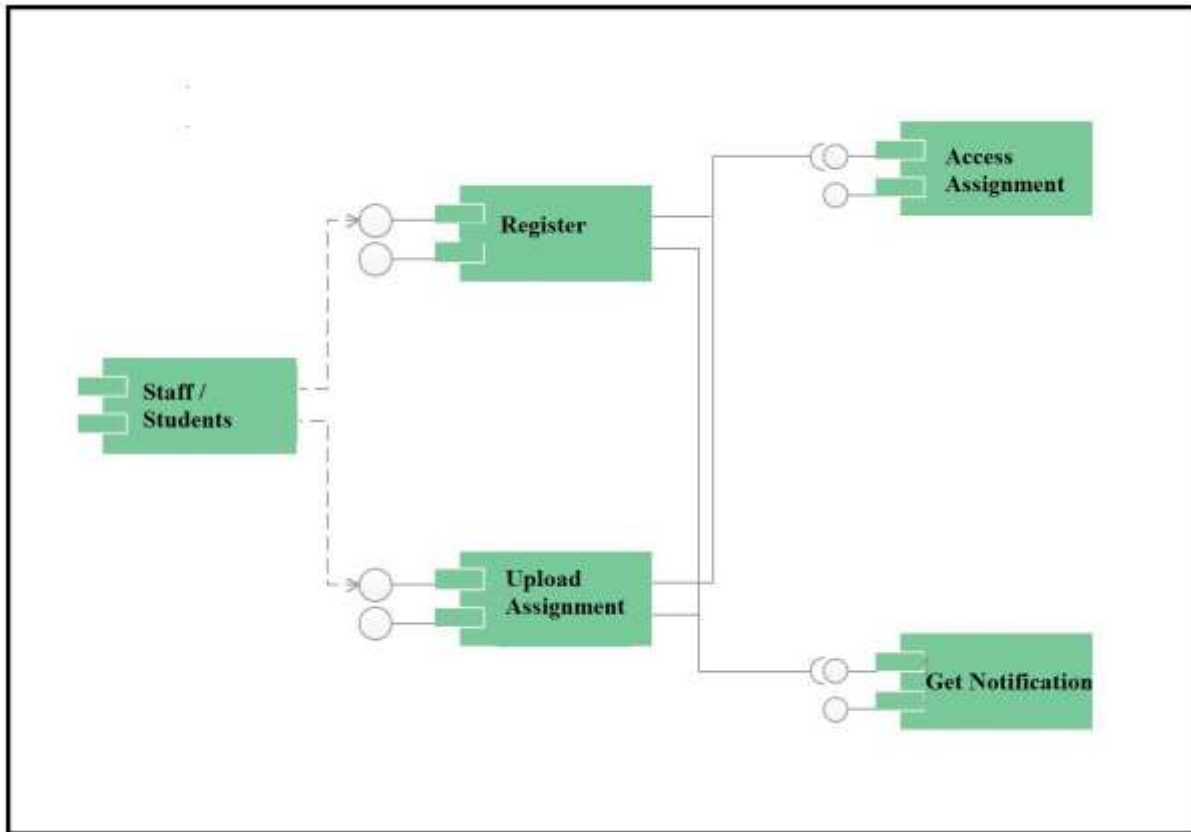 Access
Assignment
Register
Staff /
Students
Upload
Assignment
Get Notification